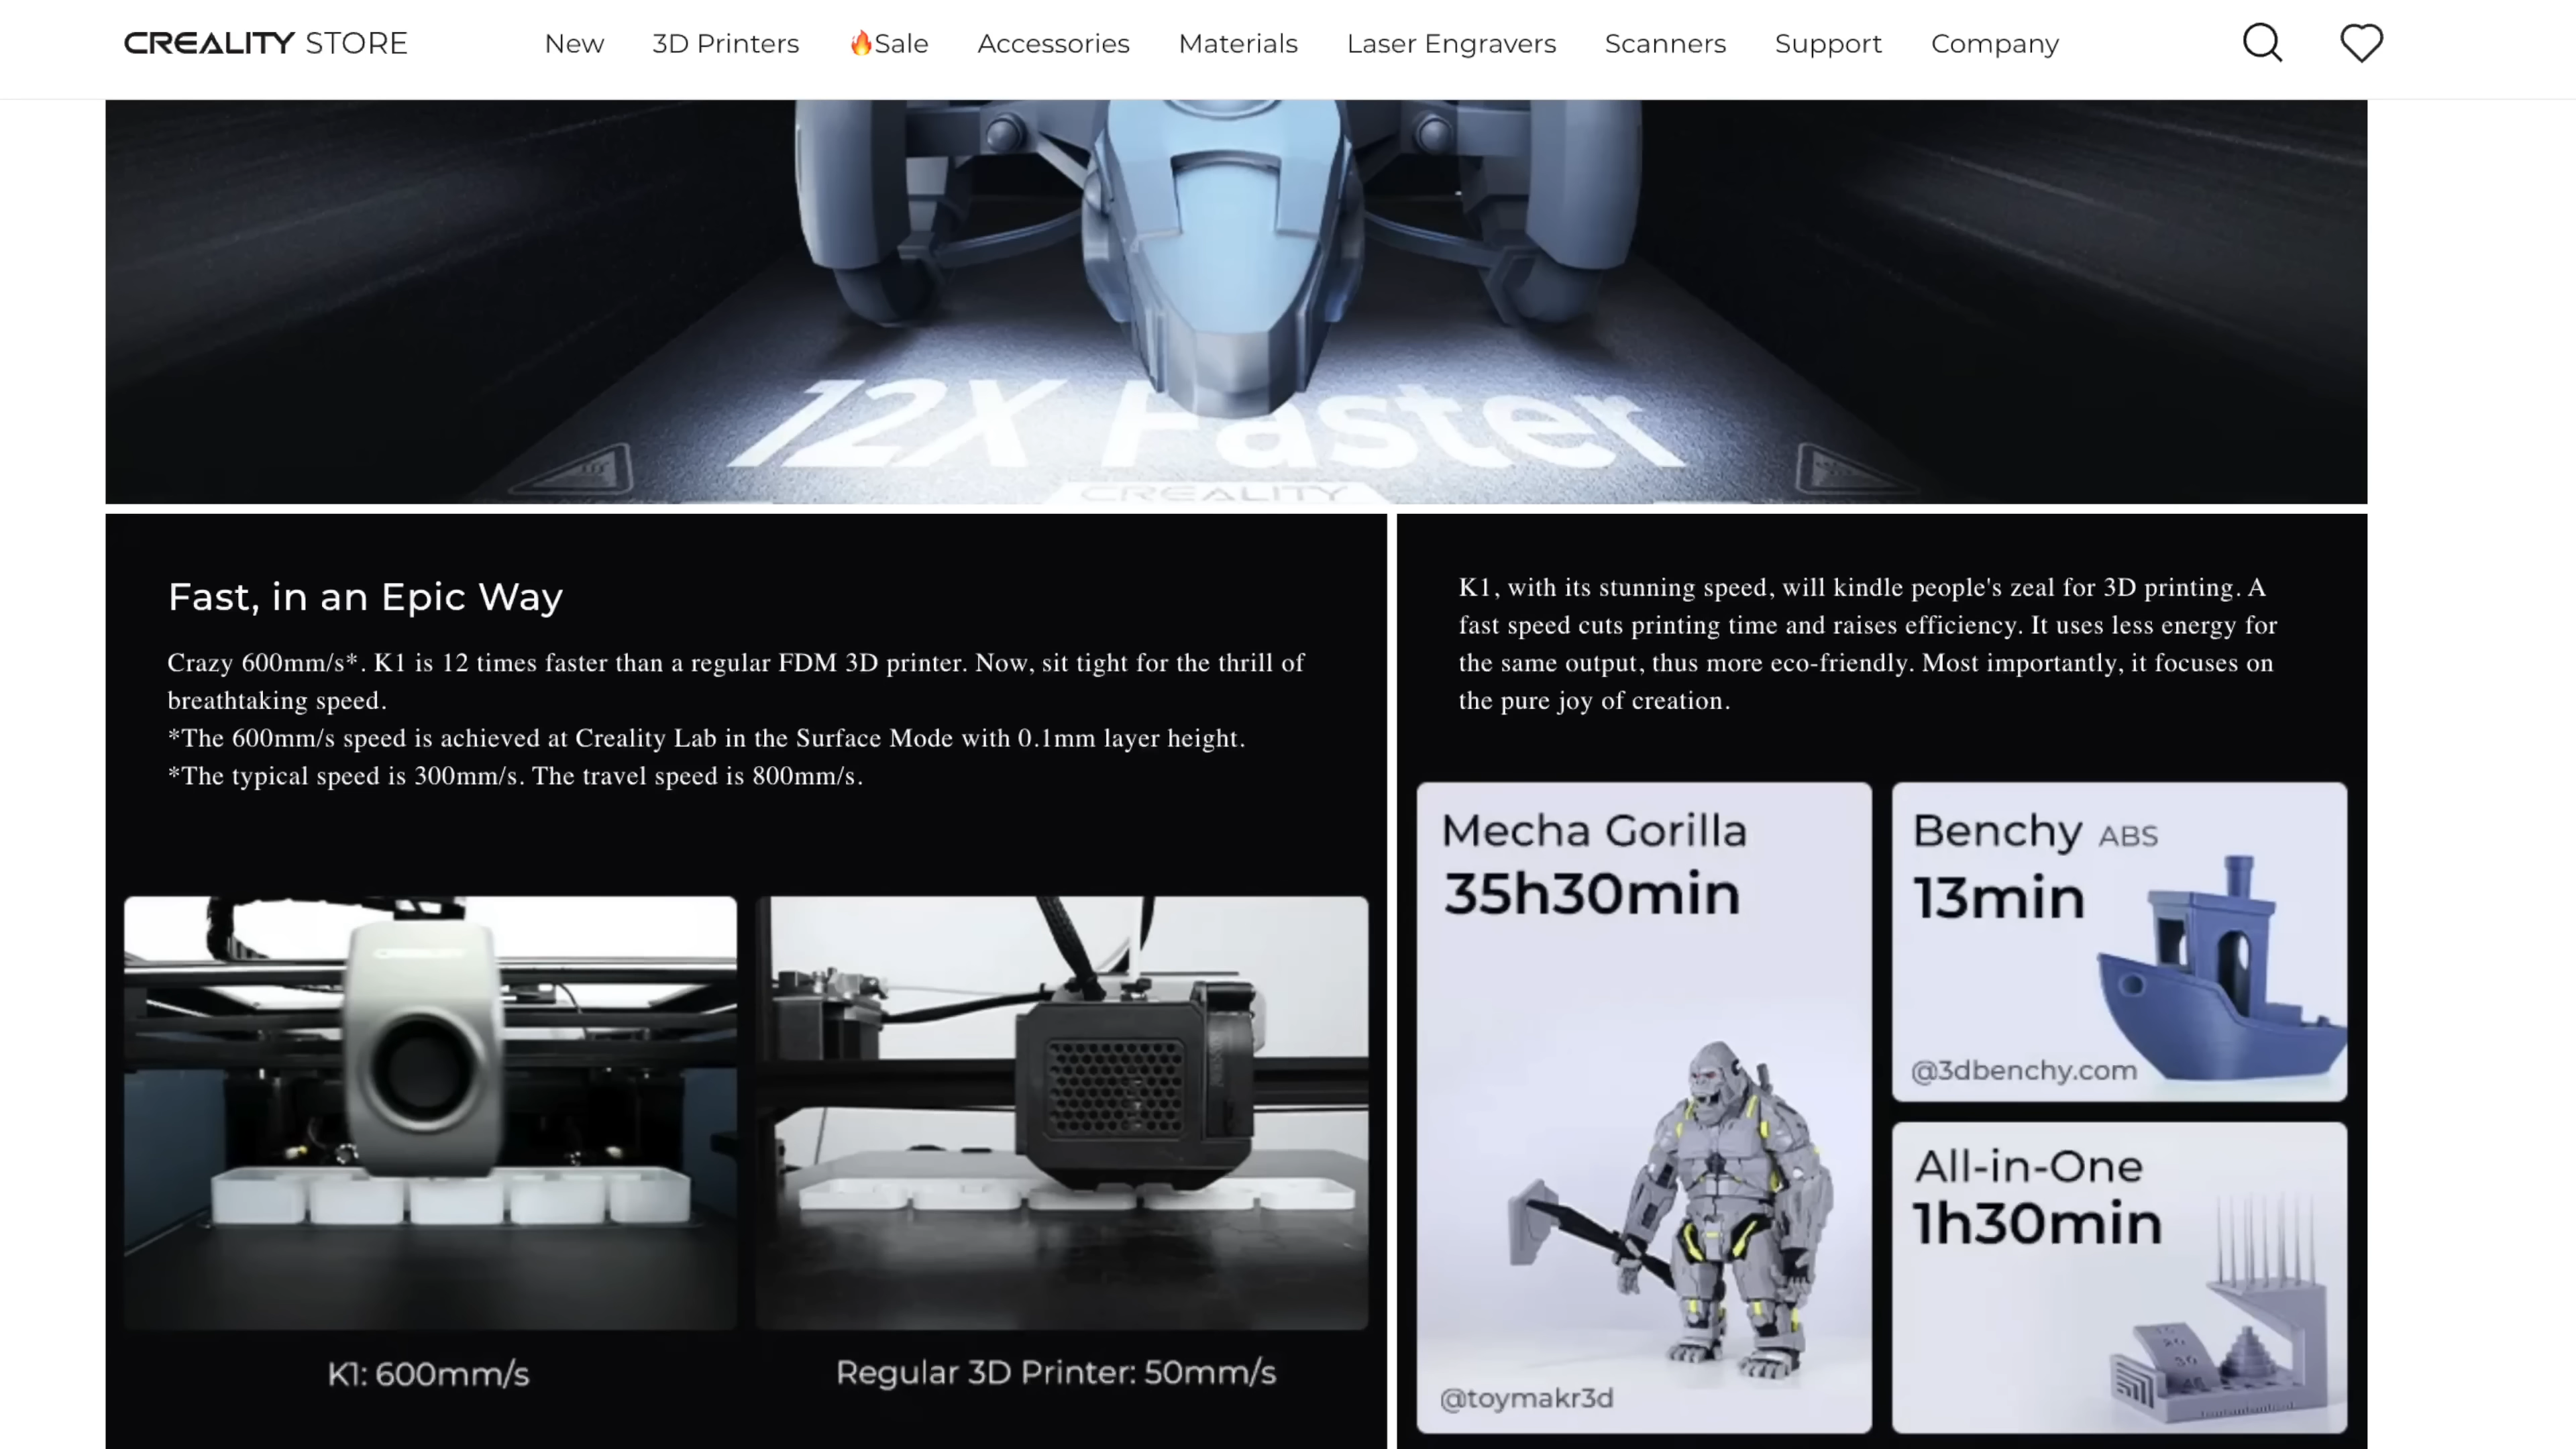 CREALITY STORE
New
3D Printers
🔥Sale
Accessories
Materials
Laser Engravers
Scanners
Support
Company
12X Faster
CREALITY
Fast, in an Epic Way
Crazy 600mm/s*. K1 is 12 times faster than a regular FDM 3D printer. Now, sit tight for the thrill of
breathtaking speed.
*The 600mm/s speed is achieved at Creality Lab in the Surface Mode with 0.1mm layer height.
*The typical speed is 300mm/s. The travel speed is 800mm/s.
K1: 600mm/s
Regular 3D Printer: 50mm/s
K1, with its stunning speed, will kindle people's zeal for 3D printing. A
fast speed cuts printing time and raises efficiency. It uses less energy for
the same output, thus more eco-friendly. Most importantly, it focuses on
the pure joy of creation.
Mecha Gorilla
35h30min
@toymakr3d
Benchy ABS
13min
@3dbenchy.com
All-in-One
1h30min